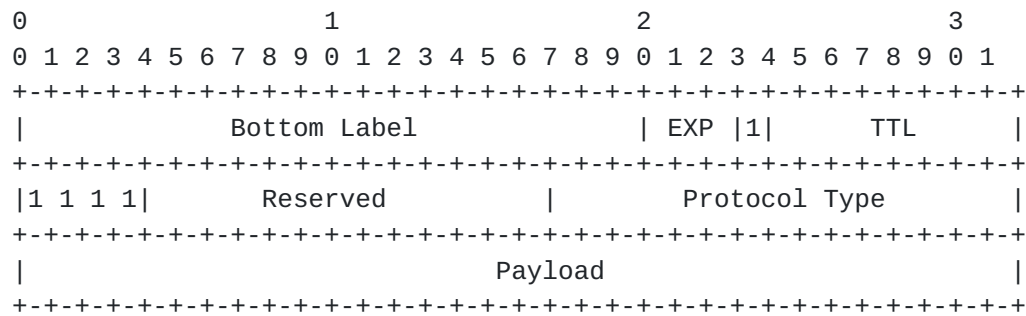 0                   1                   2                   3
0 1 2 3 4 5 6 7 8 9 0 1 2 3 4 5 6 7 8 9 0 1 2 3 4 5 6 7 8 9 0 1
+-+-+-+-+-+-+-+-+-+-+-+-+-+-+-+-+-+-+-+-+-+-+-+-+-+-+-+-+-+-+-+-+
|             Bottom Label              | EXP |1|      TTL      |
+-+-+-+-+-+-+-+-+-+-+-+-+-+-+-+-+-+-+-+-+-+-+-+-+-+-+-+-+-+-+-+-+
|1 1 1 1|       Reserved          |        Protocol Type        |
+-+-+-+-+-+-+-+-+-+-+-+-+-+-+-+-+-+-+-+-+-+-+-+-+-+-+-+-+-+-+-+-+
|                              Payload                          |
+-+-+-+-+-+-+-+-+-+-+-+-+-+-+-+-+-+-+-+-+-+-+-+-+-+-+-+-+-+-+-+-+